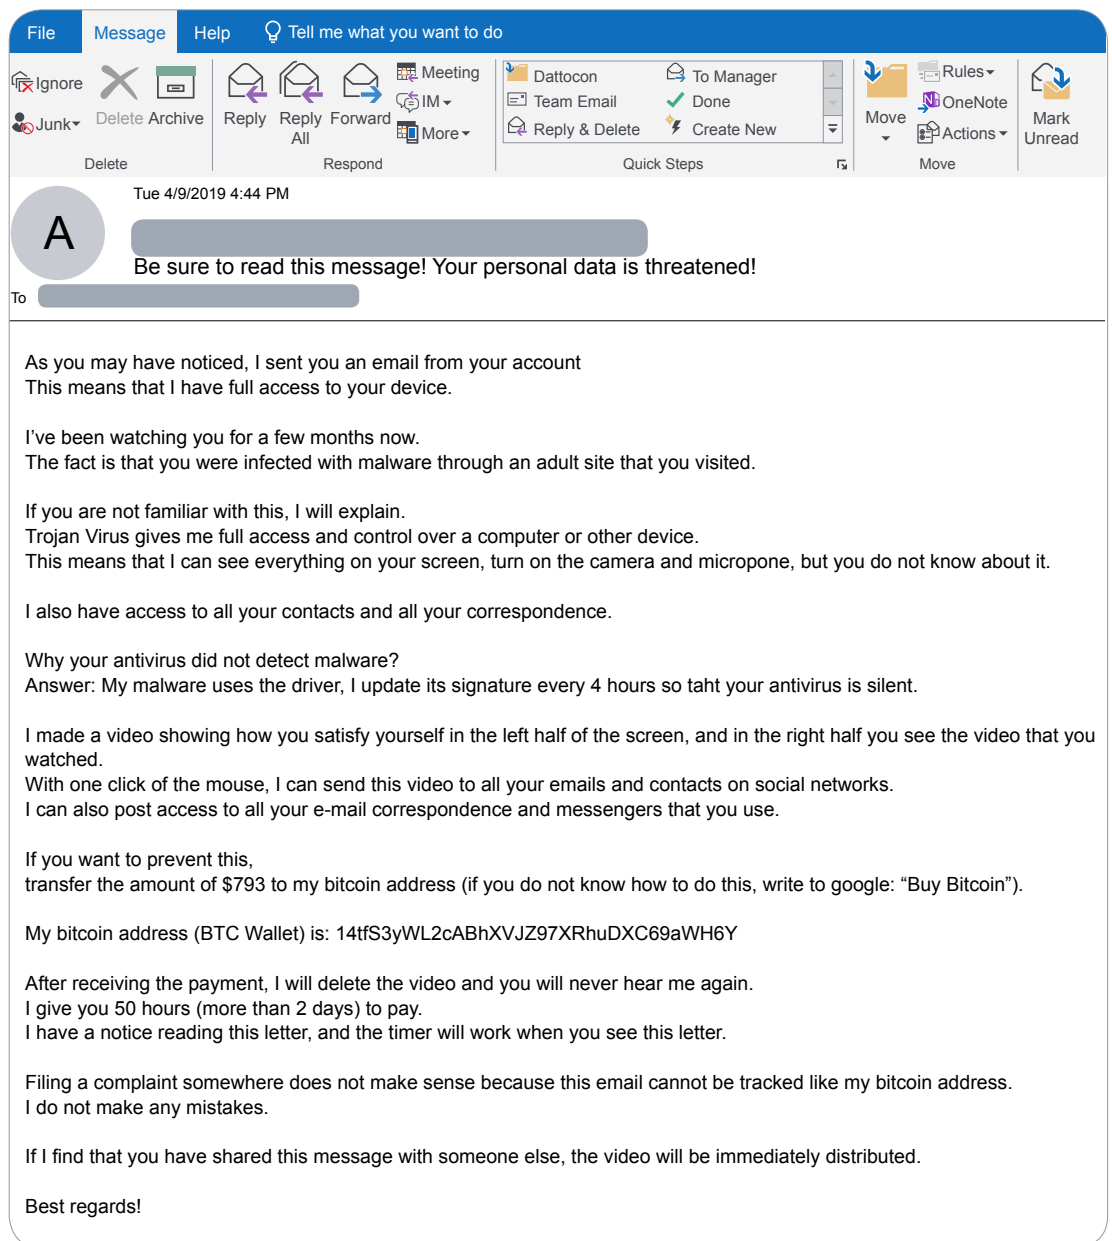 File Message Help Tell me what you want to do
Ignore
Junk
Delete Archive
Delete
Reply Reply All Forward
Meeting
IM
More
Respond
Dattocon To Manager
Team Email Done
Reply & Delete Create New
Quick Steps
Move
Rules
OneNote
Actions
Move
Mark Unread
Tue 4/9/2019 4:44 PM
A
Be sure to read this message! Your personal data is threatened!
To
As you may have noticed, I sent you an email from your account
This means that I have full access to your device.
I've been watching you for a few months now.
The fact is that you were infected with malware through an adult site that you visited.
If you are not familiar with this, I will explain.
Trojan Virus gives me full access and control over a computer or other device.
This means that I can see everything on your screen, turn on the camera and micropone, but you do not know about it.
I also have access to all your contacts and all your correspondence.
Why your antivirus did not detect malware?
Answer: My malware uses the driver, I update its signature every 4 hours so taht your antivirus is silent.
I made a video showing how you satisfy yourself in the left half of the screen, and in the right half you see the video that you
watched.
With one click of the mouse, I can send this video to all your emails and contacts on social networks.
I can also post access to all your e-mail correspondence and messengers that you use.
If you want to prevent this,
transfer the amount of $793 to my bitcoin address (if you do not know how to do this, write to google: “Buy Bitcoin”).
My bitcoin address (BTC Wallet) is: 14tfS3yWL2cABhXVJZ97XRhuDXC69aWH6Y
After receiving the payment, I will delete the video and you will never hear me again.
I give you 50 hours (more than 2 days) to pay.
I have a notice reading this letter, and the timer will work when you see this letter.
Filing a complaint somewhere does not make sense because this email cannot be tracked like my bitcoin address.
I do not make any mistakes.
If I find that you have shared this message with someone else, the video will be immediately distributed.
Best regards!